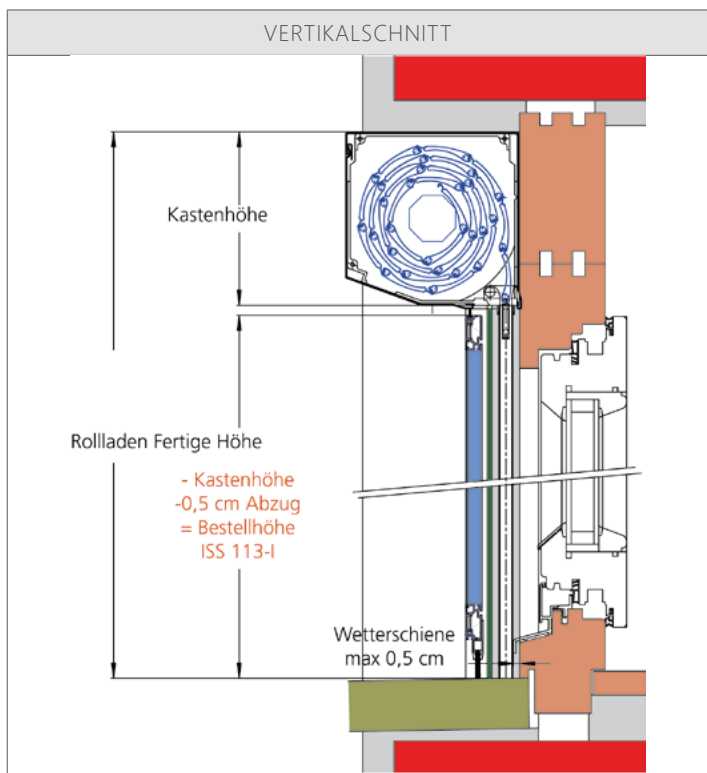 VERTIKALSCHNITT
Kastenhöhe
Rollladen Fertige Höhe
- Kastenhöhe
-0,5 cm Abzug
= Bestellhöhe
ISS 113-I
Wetterschiene
max 0,5 cm